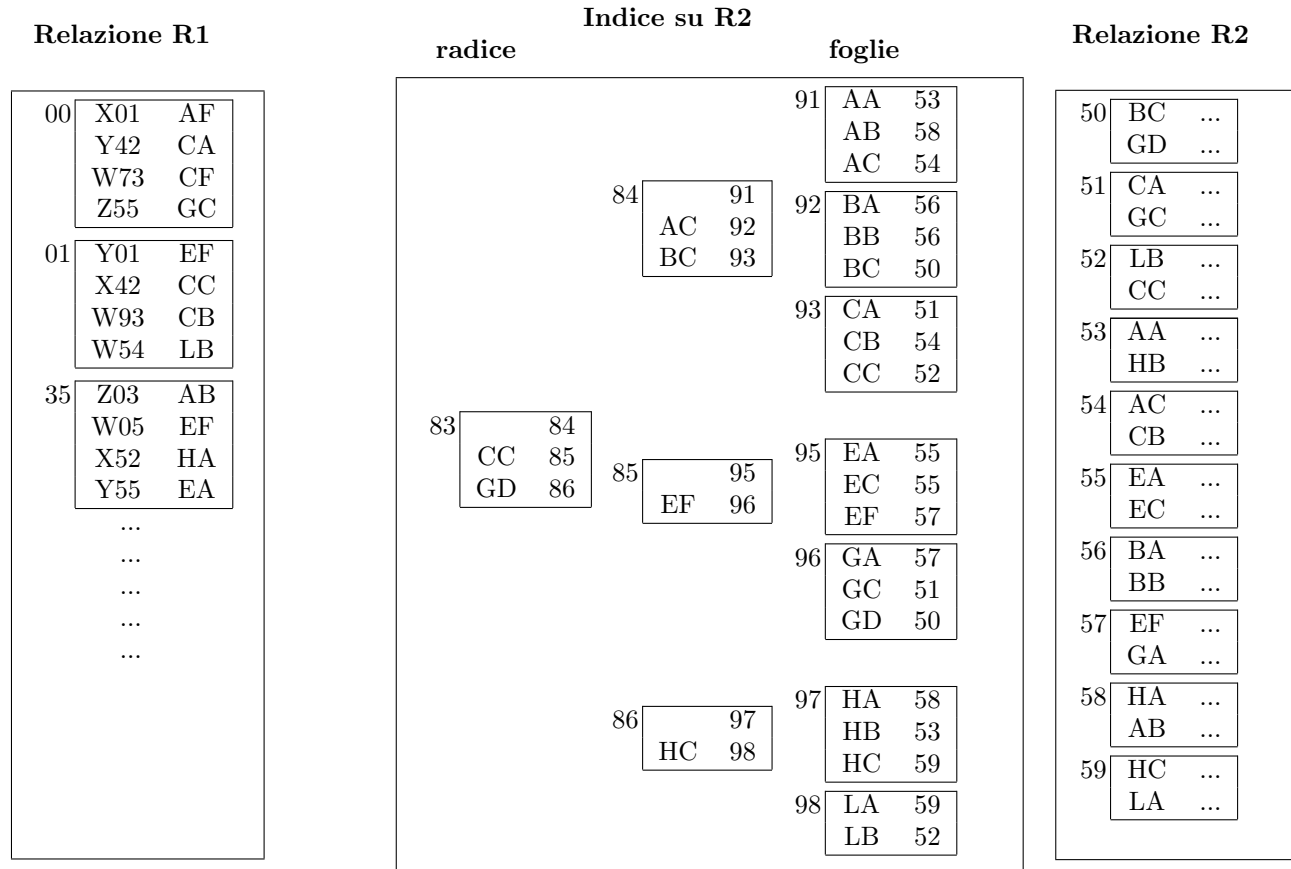 Indice su R2
Relazione R1
radice
foglie
Relazione R2
00 X01 AF
Y42 CA
W73 CF
Z55 GC
01 Y01 EF
X42 CC
W93 CB
W54 LB
35 Z03 AB
W05 EF
X52 HA
Y55 EA
...
...
...
...
...
83 84
CC 85
GD 86
84 91
AC 92
BC 93
85 95
EF 96
86 97
HC 98
91 AA 53
AB 58
AC 54
92 BA 56
BB 56
BC 50
93 CA 51
CB 54
CC 52
95 EA 55
EC 55
EF 57
96 GA 57
GC 51
GD 50
97 HA 58
HB 53
HC 59
98 LA 59
LB 52
50 BC ...
GD ...
51 CA ...
GC ...
52 LB ...
CC ...
53 AA ...
HB ...
54 AC ...
CB ...
55 EA ...
EC ...
56 BA ...
BB ...
57 EF ...
GA ...
58 HA ...
AB ...
59 HC ...
LA ...